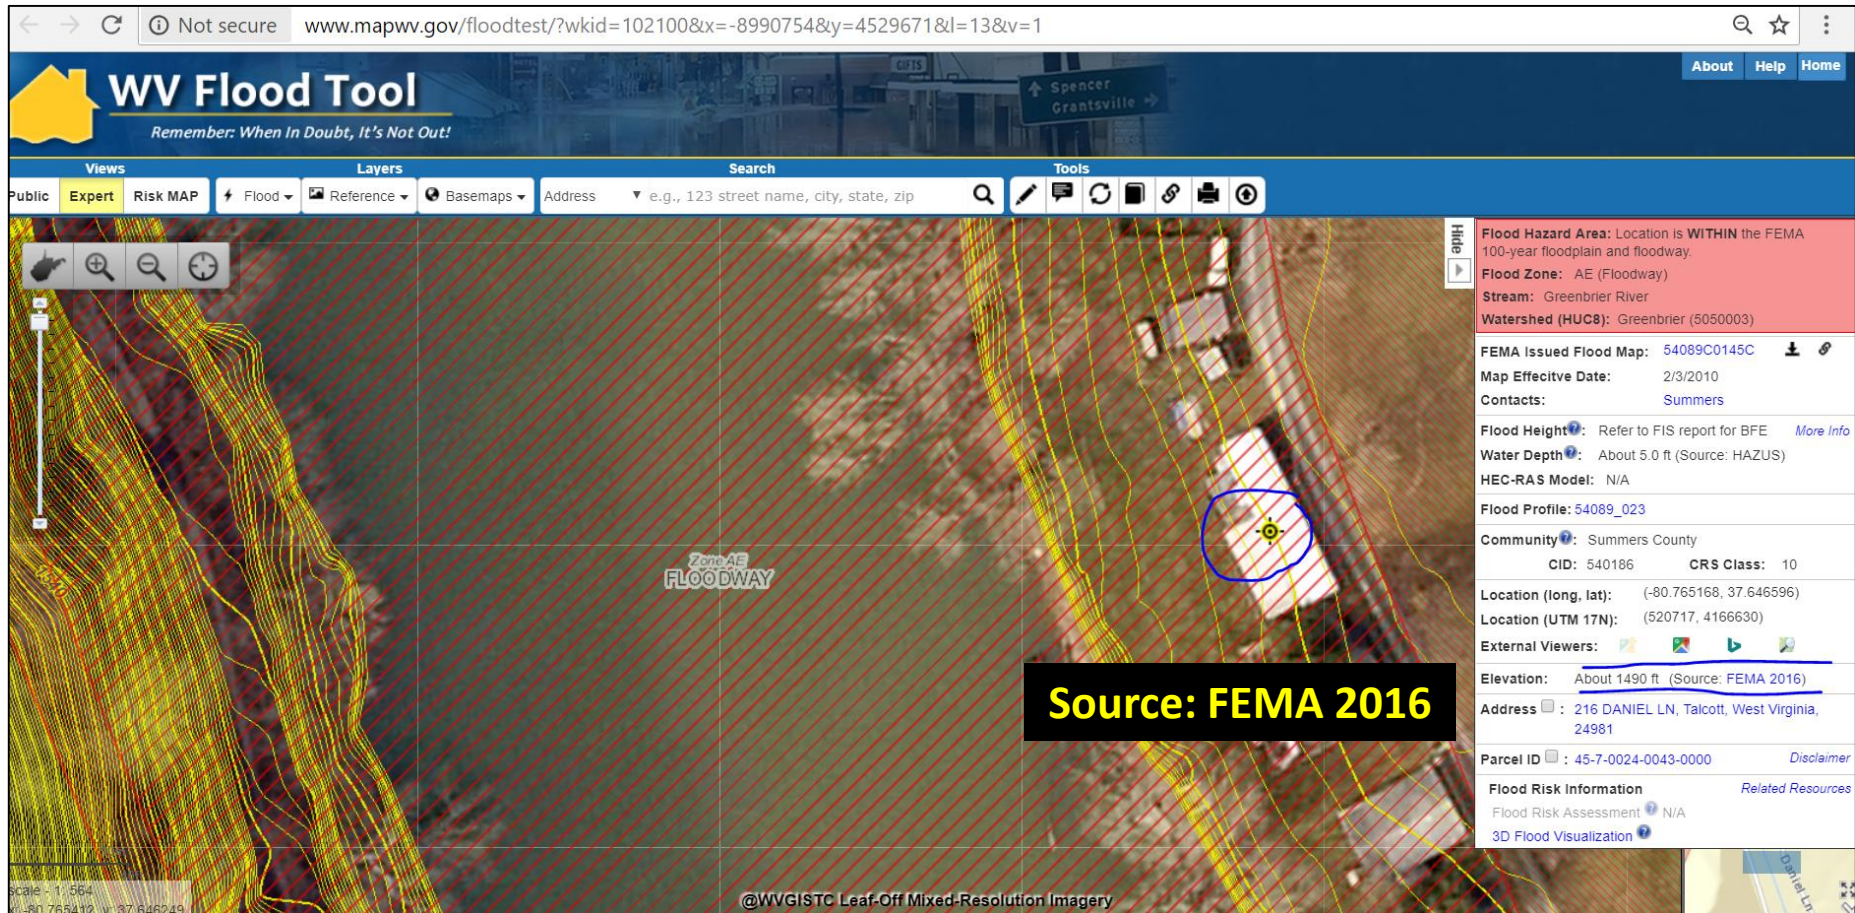 Not secure www.mapwv.gov/floodtest/?wkid=102100&x=-8990754&y=4529671&l=13&v=1
WV Flood Tool
Remember: When In Doubt, It's Not Out!
GIFTS
Spencer
Grantsville
About Help Home
Views Layers Search Tools
Public Expert Risk MAP Flood Reference Basemaps Address e.g., 123 street name, city, state, zip
Hide
Flood Hazard Area: Location is WITHIN the FEMA
100-year floodplain and floodway.
Flood Zone: AE (Floodway)
Stream: Greenbrier River
Watershed (HUC8): Greenbrier (5050003)
FEMA Issued Flood Map: 54089C0145C
Map Effecitve Date: 2/3/2010
Contacts: Summers
Flood Height?: Refer to FIS report for BFE More Info
Water Depth?: About 5.0 ft (Source: HAZUS)
HEC-RAS Model: N/A
Flood Profile: 54089_023
Community?: Summers County
CID: 540186 CRS Class: 10
Location (long, lat): (-80.765168, 37.646596)
Location (UTM 17N): (520717, 4166630)
External Viewers:
Elevation: About 1490 ft (Source: FEMA 2016)
Address : 216 DANIEL LN, Talcott, West Virginia,
24981
Parcel ID : 45-7-0024-0043-0000 Disclaimer
Flood Risk Information Related Resources
Flood Risk Assessment ? N/A
3D Flood Visualization ?
Zone AE
FLOODWAY
Source: FEMA 2016
scale - 1: 564
x: -80.765412, y: 37.646249
@WVGISTC Leaf-Off Mixed-Resolution Imagery
Daniel Ln